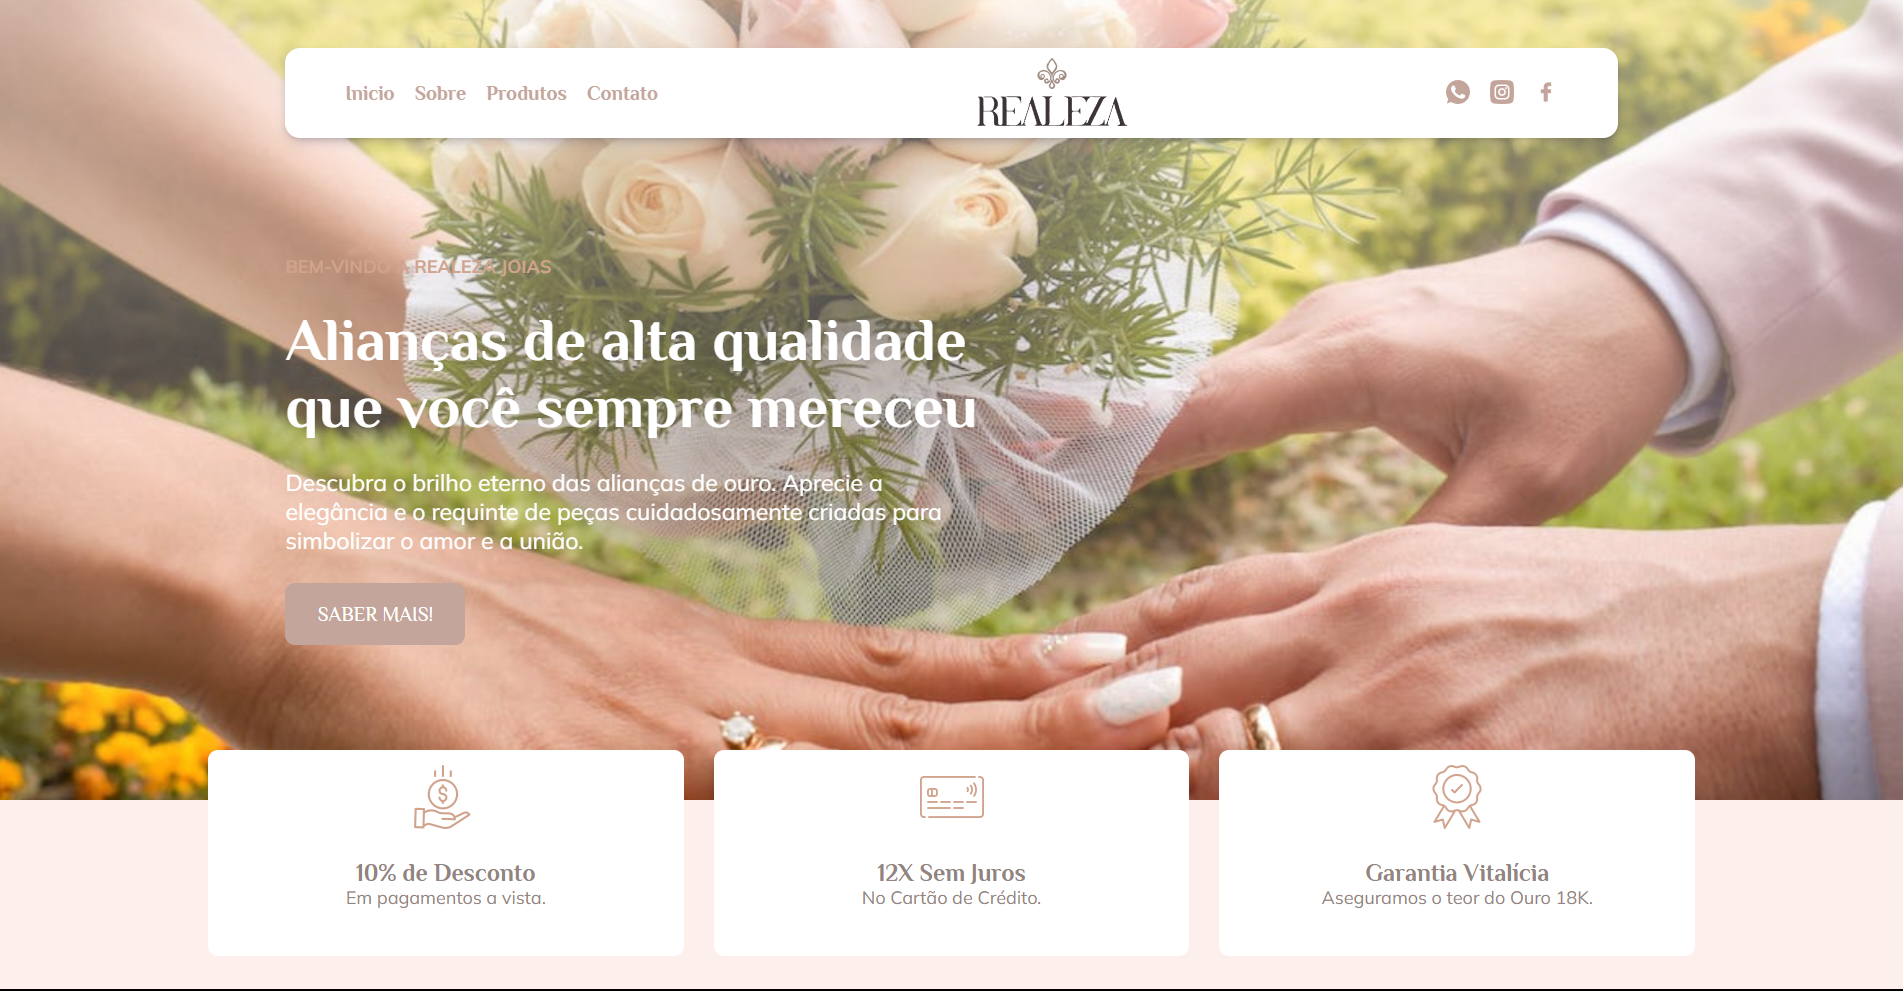 Inicio Sobre Produtos Contato
REALEZA
BEM-VINDO A REALEZA JOIAS
Alianças de alta qualidade
que você sempre mereceu
Descubra o brilho eterno das alianças de ouro. Aprecie a
elegância e o requinte de peças cuidadosamente criadas para
simbolizar o amor e a união.
SABER MAIS!
10% de Desconto
Em pagamentos a vista.
12X Sem Juros
No Cartão de Crédito.
Garantia Vitalícia
Aseguramos o teor do Ouro 18K.